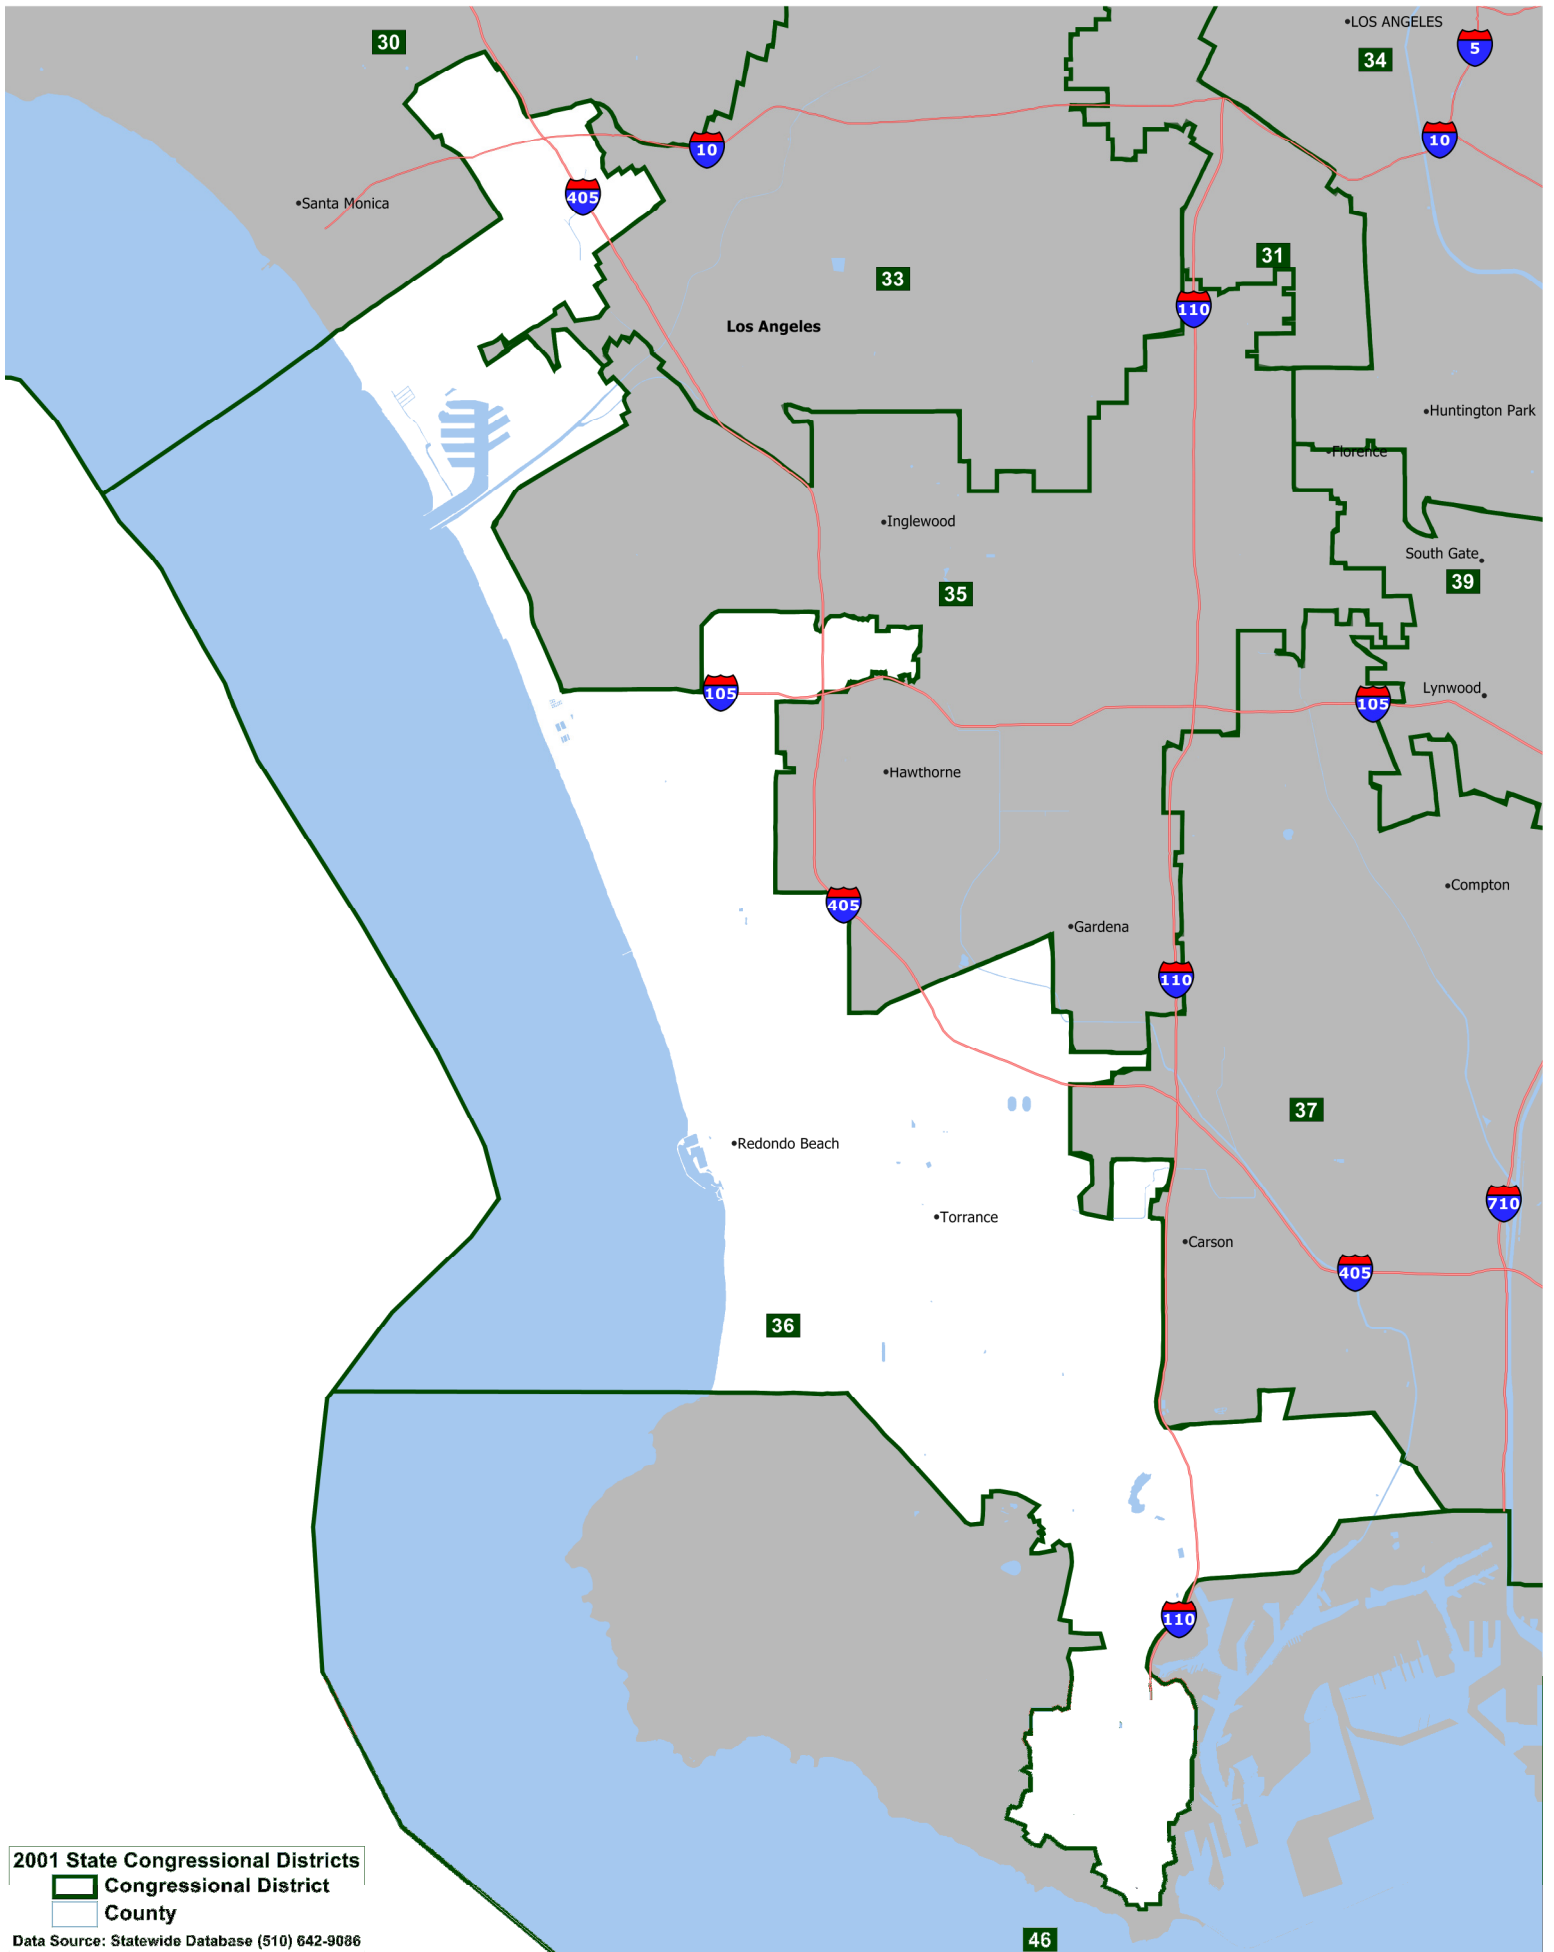 30
LOS ANGELES
34
5
10
10
405
Santa Monica
31
33
110
Los Angeles
Huntington Park
Florence
Inglewood
South Gate
39
35
105
Lynwood
105
Hawthorne
Compton
405
Gardena
110
37
Redondo Beach
710
Torrance
Carson
405
36
110
2001 State Congressional Districts
Congressional District
County
Data Source: Statewide Database (510) 642-9086
46